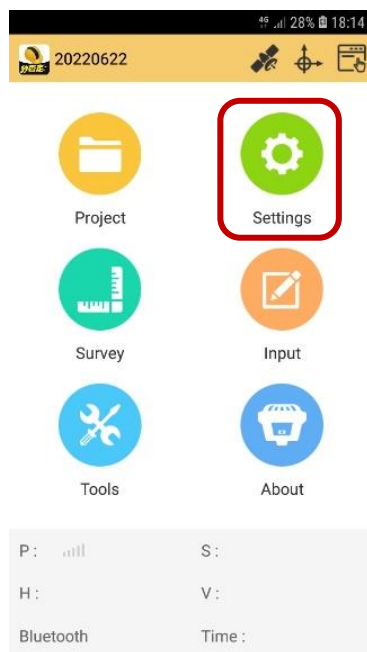 4G 28% 18:14
20220622
Project Settings
Survey Input
Tools About
P : S :
H : V :
Bluetooth Time :